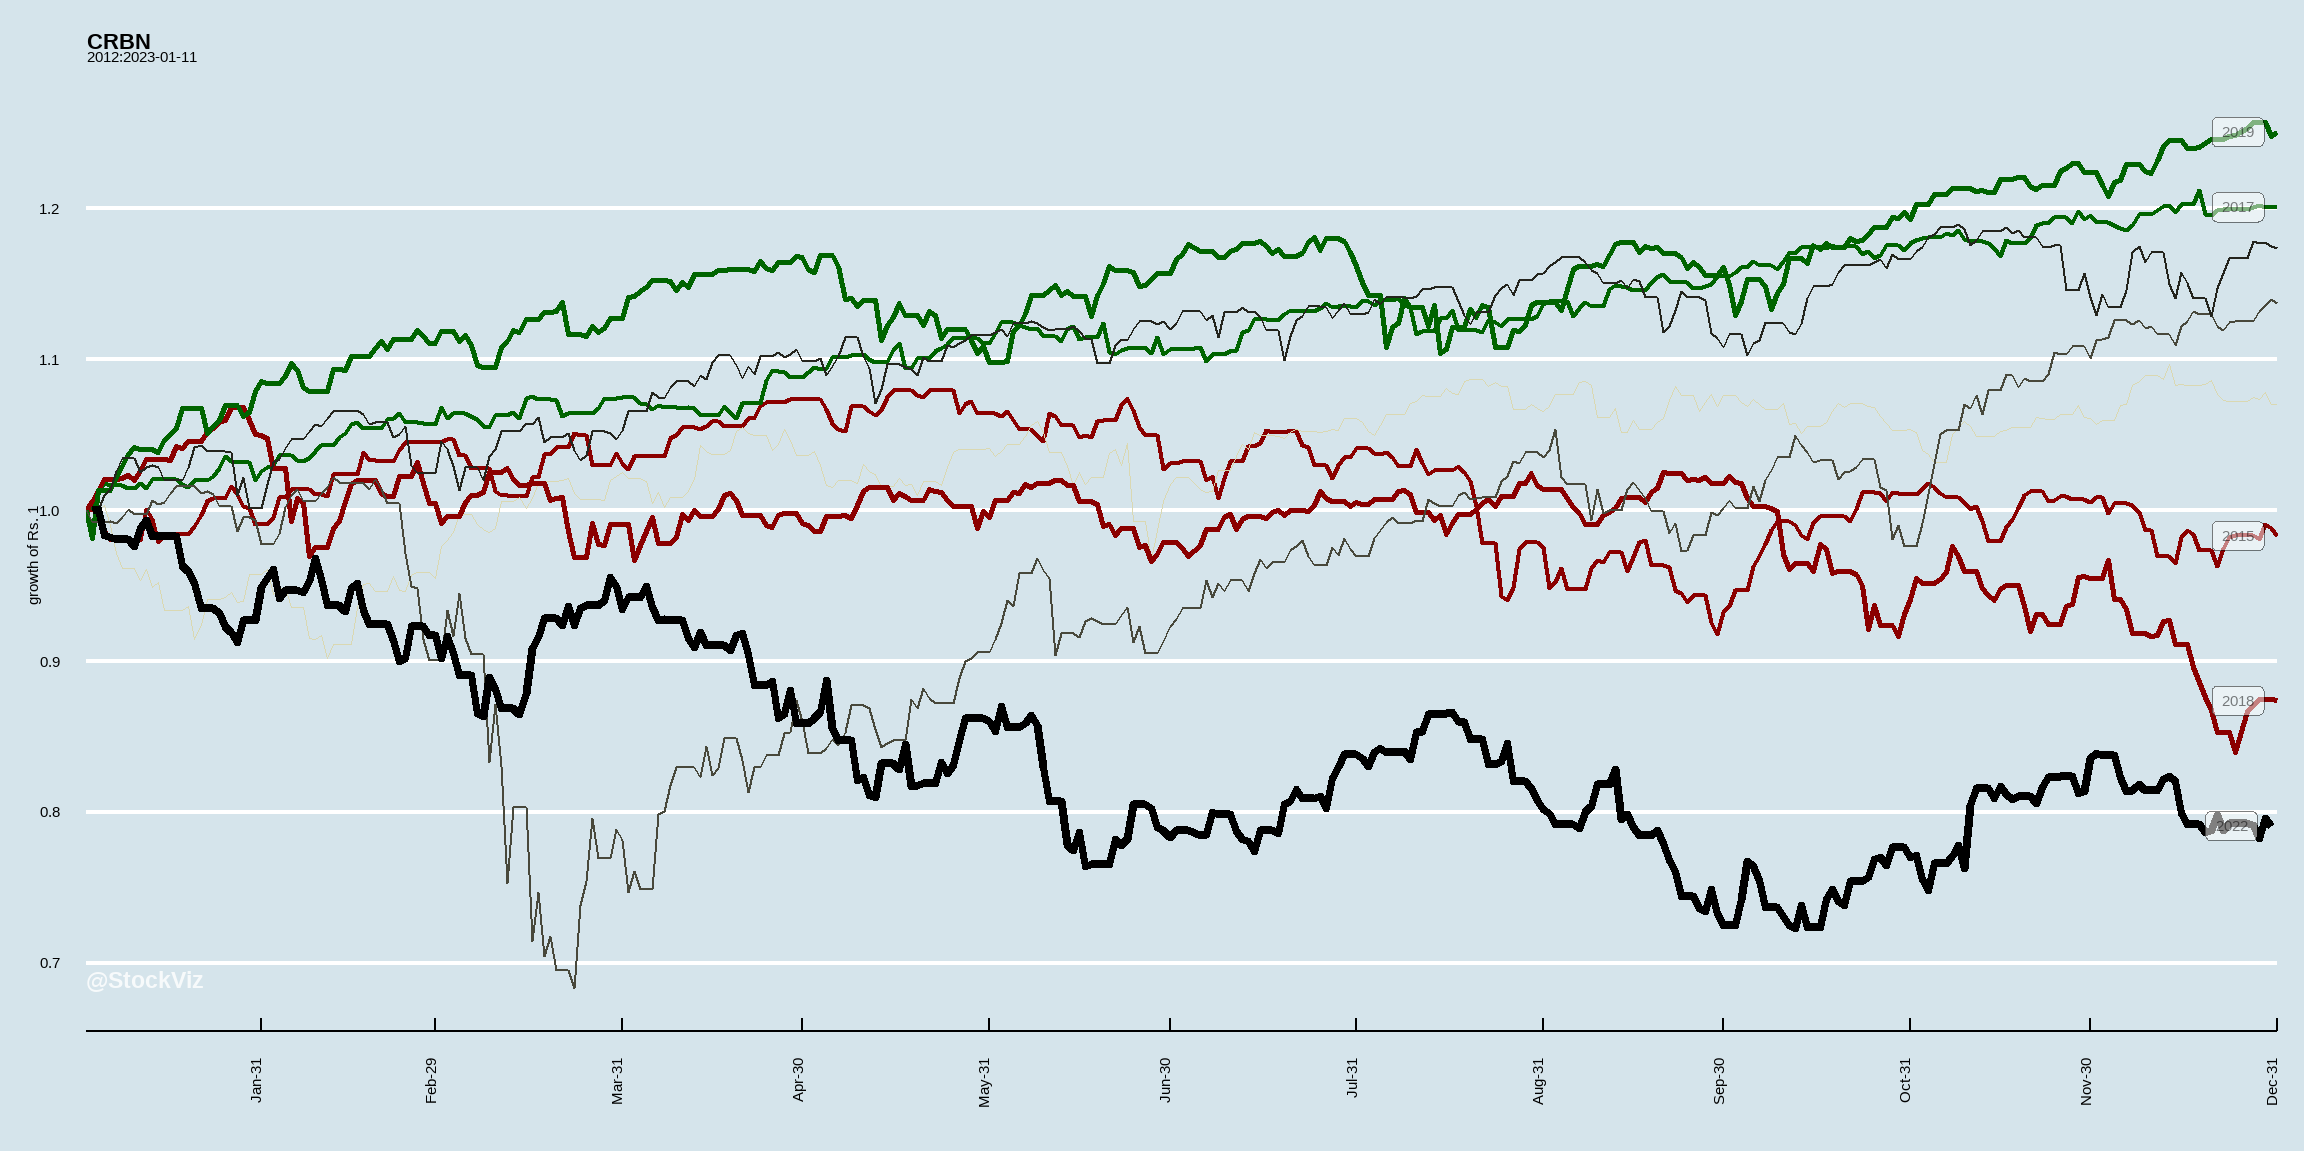 CRBN
2012:2023-01-11
2019
1.2
2017
1.1
1.0
growth of Rs. 1
2015
0.9
2018
0.8
2022
0.7
@StockViz
Jan-31
Feb-29
Mar-31
Apr-30
May-31
Jun-30
Jul-31
Aug-31
Sep-30
Oct-31
Nov-30
Dec-31